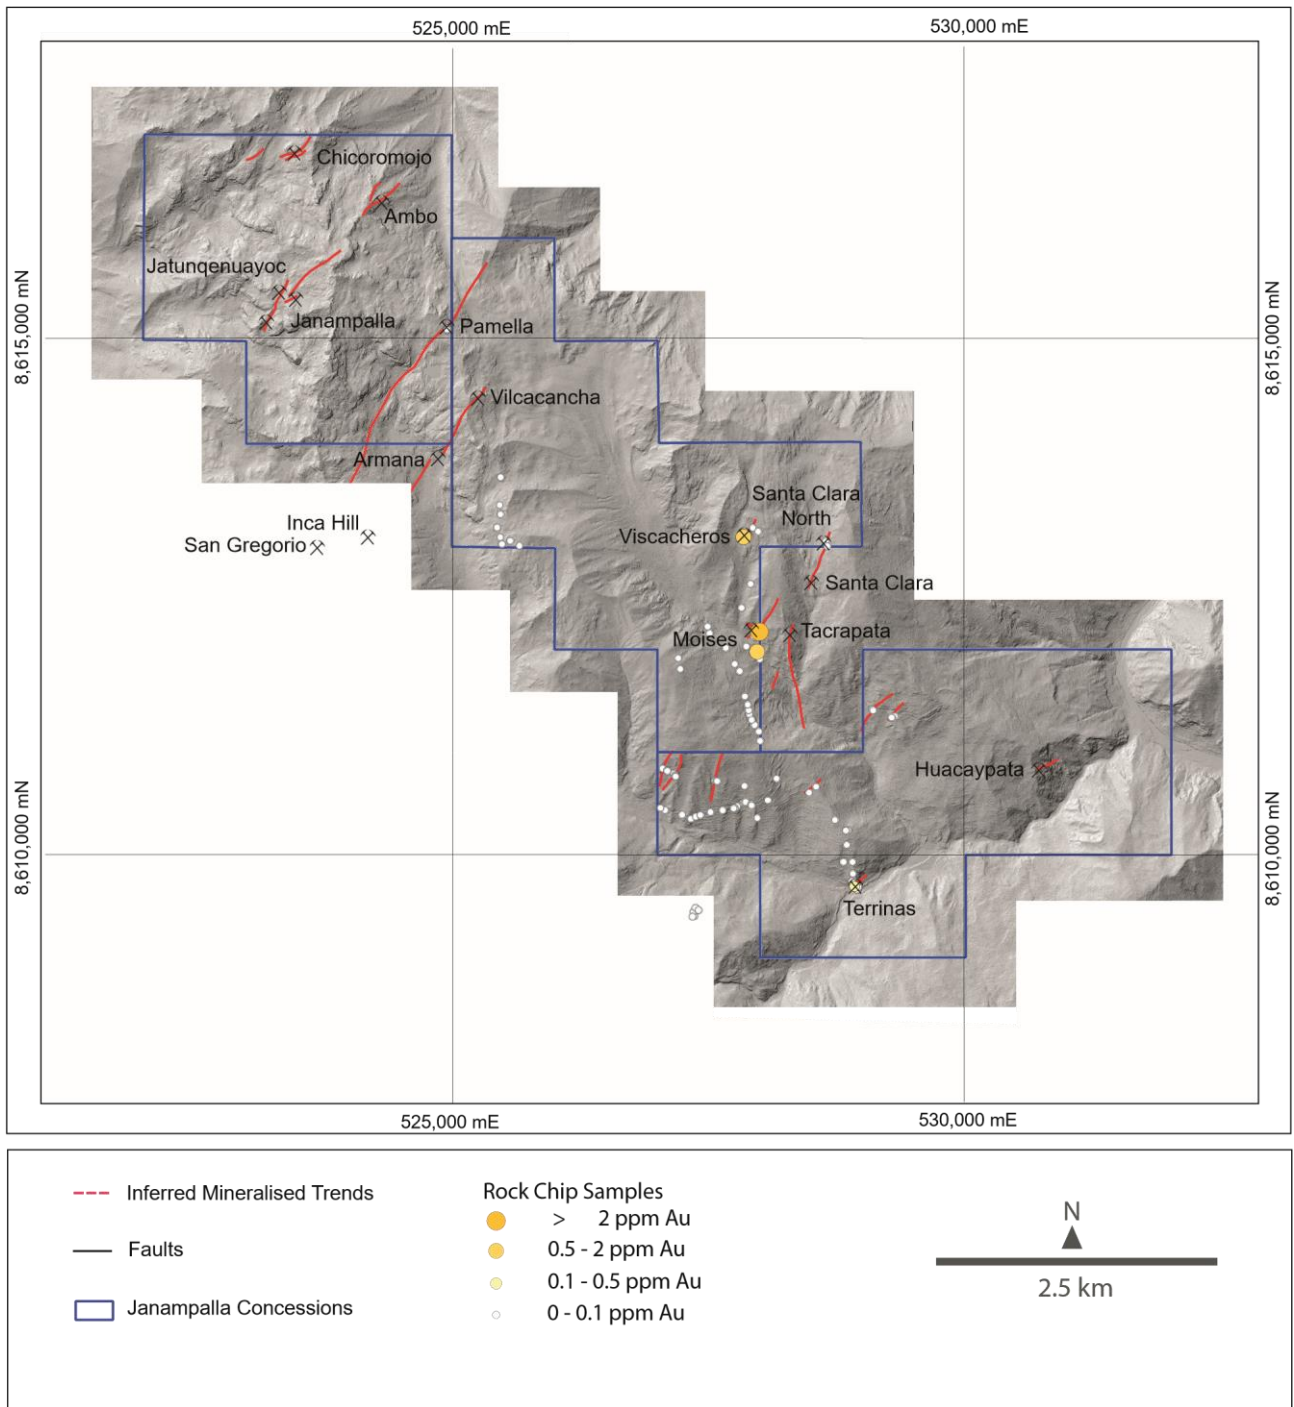 525,000 mE
530,000 mE
Chicoromojo
Ambo
Jatunqenuayoc
Janampalla
Pamella
8,615,000 mN
8,615,000 mN
Vilcacancha
Armana
Santa Clara
North
Inca Hill
San Gregorio
Viscacheros
Santa Clara
Moises
Tacrapata
Huacaypata
8,610,000 mN
8,610,000 mN
Terrinas
525,000 mE
530,000 mE
Inferred Mineralised Trends
Faults
Janampalla Concessions
Rock Chip Samples
> 2 ppm Au
0.5 - 2 ppm Au
0.1 - 0.5 ppm Au
0 - 0.1 ppm Au
N
2.5 km